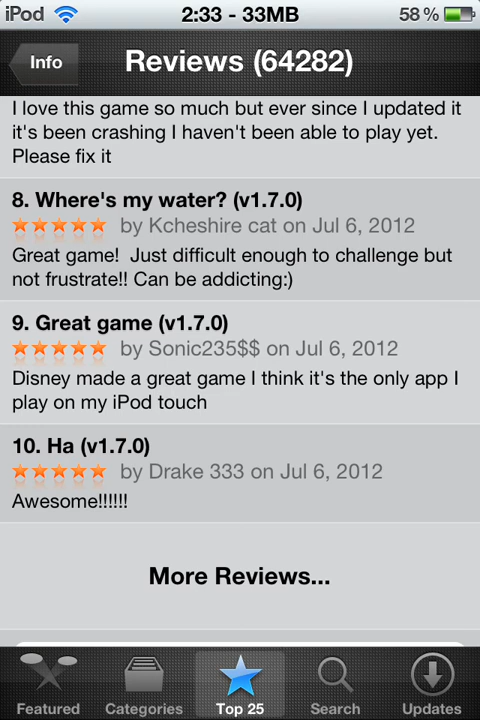 iPod 2:33 - 33MB 58%
Info Reviews (64282)
I love this game so much but ever since I updated it
it's been crashing I haven't been able to play yet.
Please fix it
8. Where's my water? (v1.7.0)
by Kcheshire cat on Jul 6, 2012
Great game!  Just difficult enough to challenge but
not frustrate!! Can be addicting:)
9. Great game (v1.7.0)
by Sonic235$$ on Jul 6, 2012
Disney made a great game I think it's the only app I
play on my iPod touch
10. Ha (v1.7.0)
by Drake 333 on Jul 6, 2012
Awesome!!!!!!
More Reviews...
Featured Categories Top 25 Search Updates